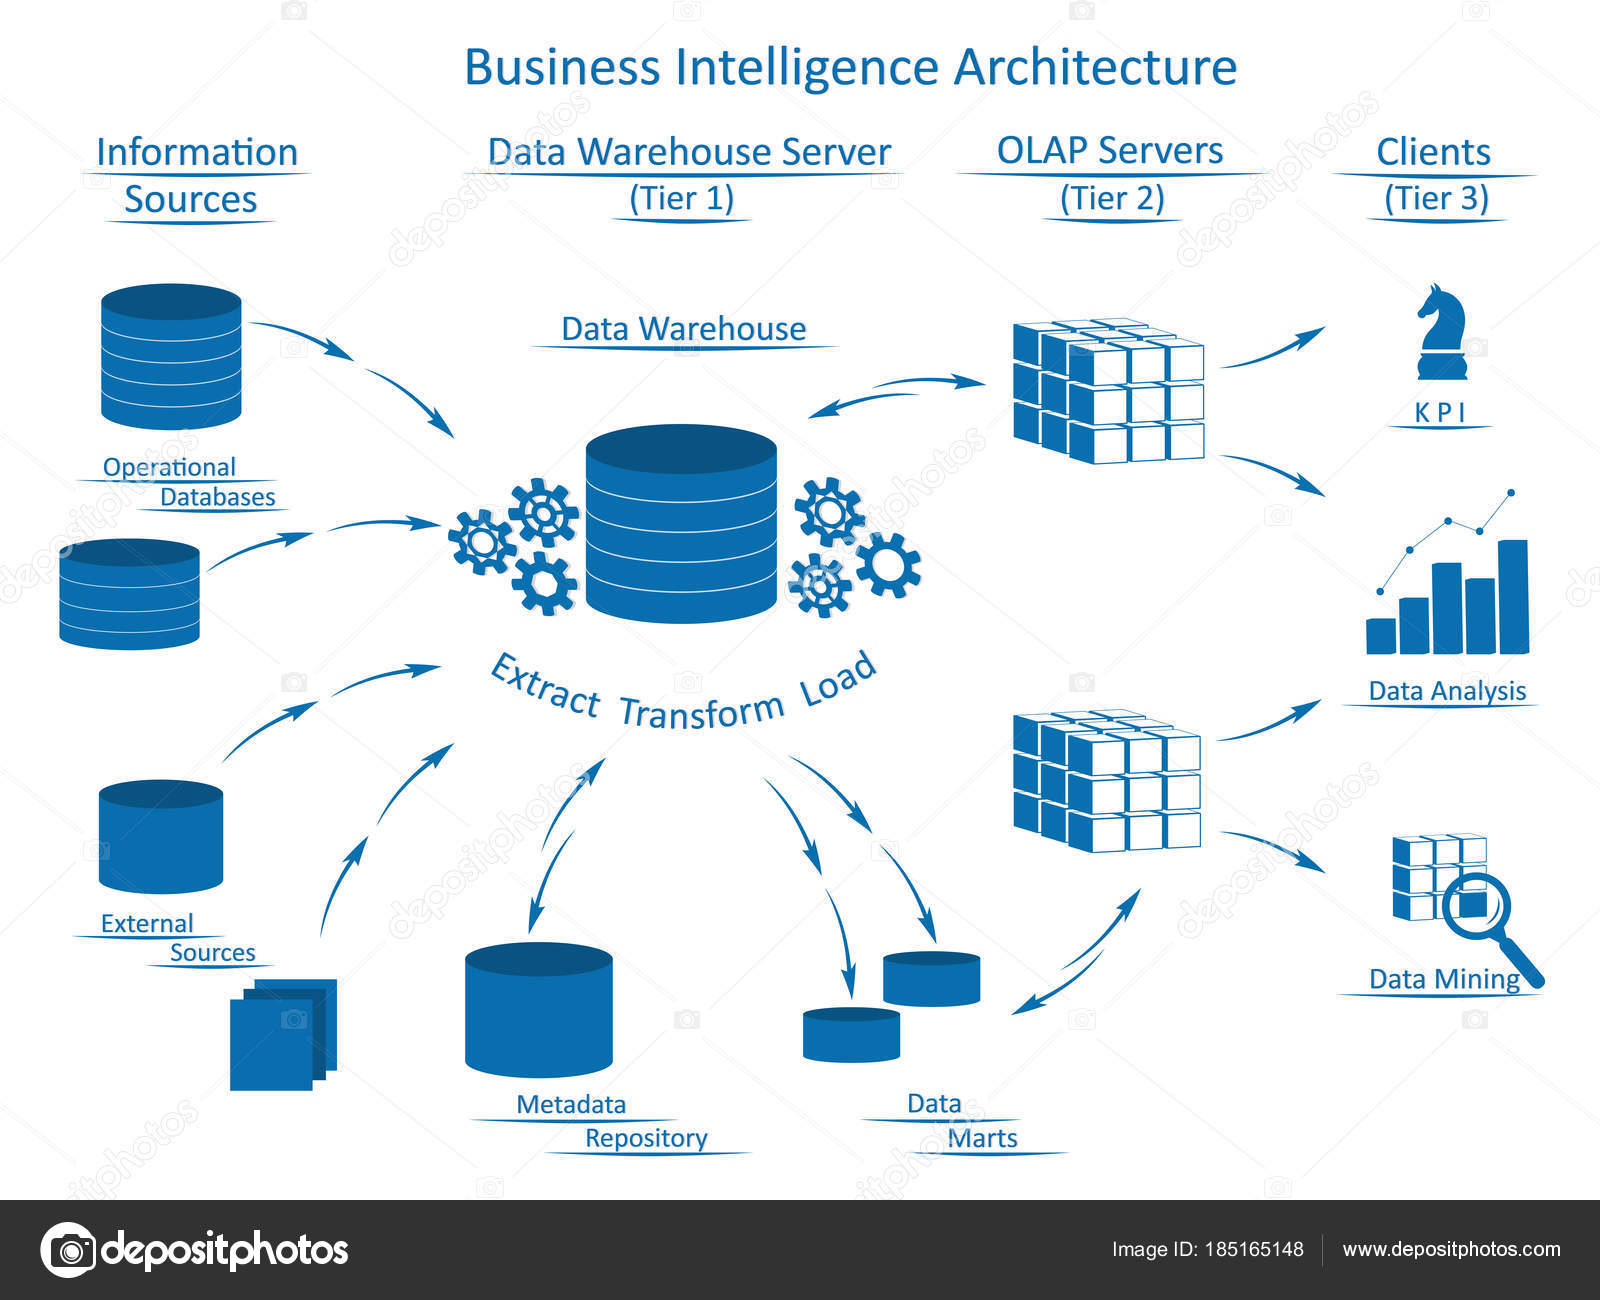 Business Intelligence Architecture
Information
Sources
Data Warehouse Server
(Tier 1)
OLAP Servers
(Tier 2)
Clients
(Tier 3)
Data Warehouse
KPI
Operational
Databases
Extract Transform Load
Data Analysis
External
Sources
Data Mining
Metadata
Repository
Data
Marts
depositphotos
Image ID: 185165148
www.depositphotos.com